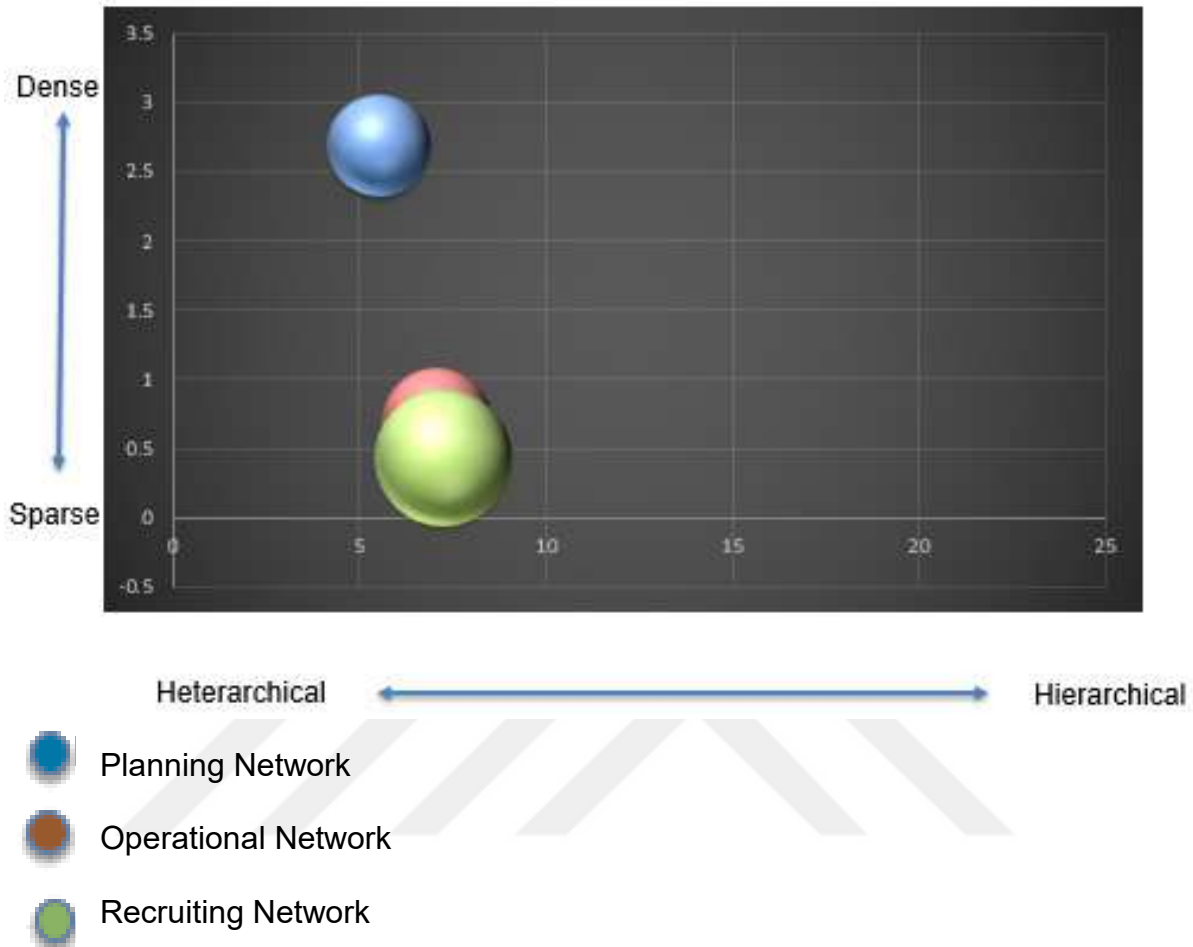 3.5
Dense
3
2.5
2
1.5
1
0.5
Sparse
0
0 5 10 15 20 25
-0.5
Heterarchical Hierarchical
Planning Network
Operational Network
Recruiting Network